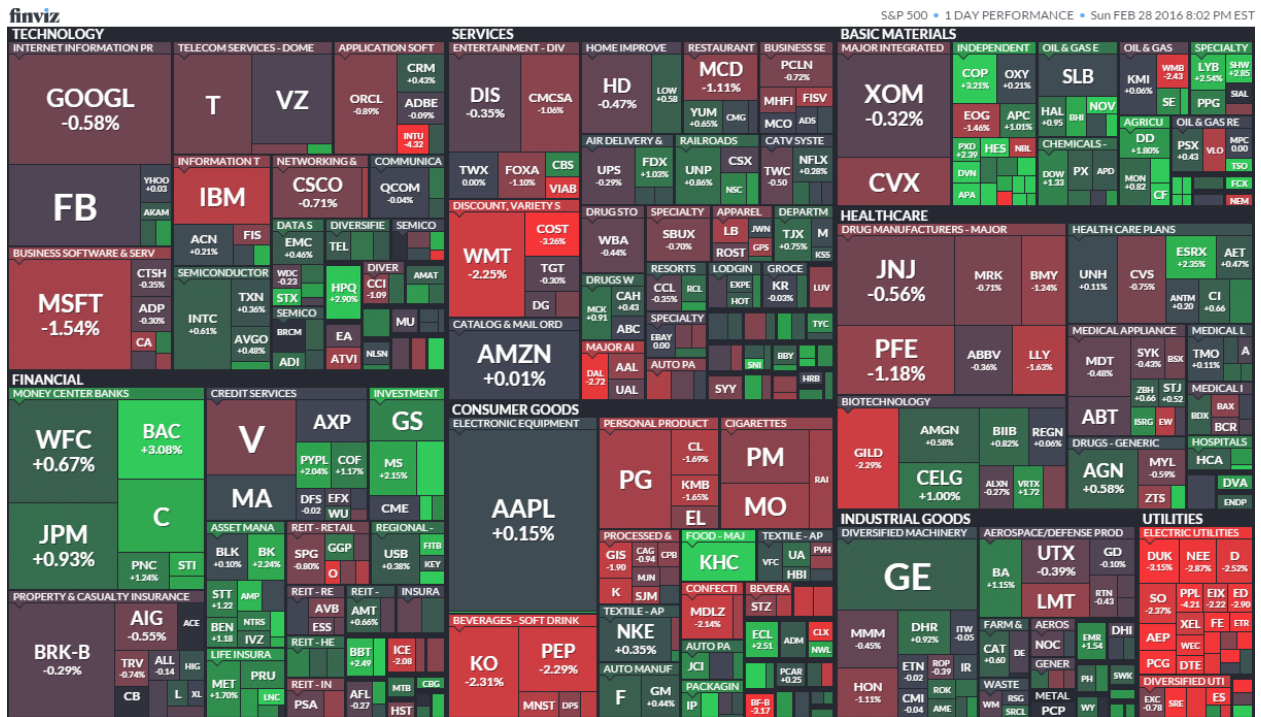 finviz
S&P 500 • 1 DAY PERFORMANCE • Sun FEB 28 2016 8:02 PM EST
TECHNOLOGY
INTERNET INFORMATION PR
GOOGL
-0.58%
FB
YHOO
+0.03
AKAM
TELECOM SERVICES - DOME
T
VZ
APPLICATION SOFT
ORCL
-0.89%
CRM
+0.43%
ADBE
-0.09%
INTU
-4.32
BUSINESS SOFTWARE & SERV
MSFT
-1.54%
CTSH
-0.35%
ADP
-0.30%
CA
INFORMATION T
IBM
ACN
+0.21%
FIS
NETWORKING &
CSCO
-0.71%
COMMUNICA
QCOM
-0.04%
SEMICONDUCTOR
INTC
+0.61%
TXN
+0.36%
AVGO
+0.48%
DATA S
EMC
+0.46%
WDC
-0.23
STX
DIVERSIFIE
TEL
HPQ
+2.90%
SEMICO
SEMICO
BRCM
ADI
EA
ATVI
DIVER
CCI
-1.09
AMAT
MU
NLSN
SERVICES
ENTERTAINMENT - DIV
DIS
-0.35%
CMCSA
-1.06%
TWX
0.00%
FOXA
-1.10%
CBS
VIAB
HOME IMPROVE
HD
-0.47%
LOW
+0.58
RESTAURANT
MCD
-1.11%
YUM
+0.65%
CMG
BUSINESS SE
PCLN
-0.72%
MHFI
FISV
MCO
ADS
AIR DELIVERY &
UPS
-0.29%
FDX
+1.03%
RAILROADS
UNP
+0.86%
CSX
NSC
CATV SYSTE
TWC
-0.50
NFLX
+0.28%
DISCOUNT, VARIETY S
WMT
-2.25%
COST
-3.26%
TGT
-0.30%
DG
DRUG STO
WBA
-0.44%
SPECIALTY
SBUX
-0.70%
APPAREL
LB
JWN
ROST
GPS
DEPARTM
TJX
+0.75%
M
KSS
DRUGS W
MCK
+0.91
CAH
+0.43
ABC
RESORTS
CCL
-0.35%
RCL
LODGIN
EXPE
HOT
GROCE
KR
-0.03%
LUV
CATALOG & MAIL ORD
AMZN
+0.01%
MAJOR AI
DAL
-2.72
AAL
UAL
SPECIALTY
EBAY
0.00
AUTO PA
TYC
SNI
BBY
SYY
HRB
BASIC MATERIALS
MAJOR INTEGRATED
XOM
-0.32%
CVX
INDEPENDENT
COP
+3.21%
OXY
+0.21%
EOG
-1.46%
APC
+1.01%
PXD
+2.39
HES
NBL
DVN
APA
OIL & GAS E
SLB
HAL
+0.95
BHI
NOV
OIL & GAS
KMI
+0.06%
WMB
-2.43
SE
SPECIALTY
LYB
+2.54%
SHW
+2.85
PPG
SIAL
CHEMICALS -
DOW
+1.33
PX
APD
AGRICU
DD
+1.80%
MON
+0.82
CF
OIL & GAS RE
PSX
+0.43
VLO
MPC
0.00
TSO
FCX
NEM
HEALTHCARE
DRUG MANUFACTURERS - MAJOR
JNJ
-0.56%
MRK
-0.71%
BMY
-1.24%
PFE
-1.18%
ABBV
-0.36%
LLY
-1.63%
HEALTH CARE PLANS
UNH
+0.11%
CVS
-0.75%
ESRX
+2.35%
AET
+0.47%
ANTM
+0.20
CI
+0.66
MEDICAL APPLIANCE
MDT
-0.48%
SYK
-0.43%
BSX
ABT
ZBH
+0.66
STJ
+0.52
ISRG
EW
MEDICAL L
TMO
+0.11%
A
MEDICAL I
BDX
BAX
BCR
BIOTECHNOLOGY
GILD
-2.29%
AMGN
+0.58%
CELG
+1.00%
BIIB
+0.82%
REGN
+0.06%
ALXN
-0.27%
VRTX
+1.72
DRUGS - GENERIC
AGN
+0.58%
MYL
-0.59%
ZTS
HOSPITALS
HCA
DVA
ENDP
FINANCIAL
MONEY CENTER BANKS
WFC
+0.67%
BAC
+3.08%
JPM
+0.93%
C
PNC
+1.24%
STI
CREDIT SERVICES
V
AXP
PYPL
+2.04%
COF
+1.17%
MA
DFS
-0.02
EFX
WU
INVESTMENT
GS
MS
+2.15%
CME
PROPERTY & CASUALTY INSURANCE
BRK-B
-0.29%
AIG
-0.55%
ACE
TRV
-0.74%
ALL
-0.14
HIG
CB
L
XL
ASSET MANA
BLK
+0.10%
BK
+2.24%
STT
+1.22
AMP
BEN
+1.18
NTRS
IVZ
LIFE INSURA
MET
+1.70%
PRU
LNC
REIT - RETAIL
SPG
-0.80%
GGP
O
REGIONAL -
USB
+0.38%
FITB
KEY
REIT - RE
AVB
ESS
REIT -
AMT
+0.66%
INSURA
REIT - HE
BBT
+2.49
ICE
-2.08
REIT - IN
PSA
AFL
-0.27
MTB
CBG
HST
CONSUMER GOODS
ELECTRONIC EQUIPMENT
AAPL
+0.15%
PERSONAL PRODUCT
PG
CL
-1.69%
KMB
-1.65%
EL
CIGARETTES
PM
MO
RAI
PROCESSED &
GIS
-1.90
CAG
-0.94
CPB
MJN
K
SJM
FOOD - MAJ
KHC
TEXTILE - AP
VFC
UA
PVH
HBI
BEVERAGES - SOFT DRINK
KO
-2.31%
PEP
-2.29%
MNST
DPS
TEXTILE - AP
NKE
+0.35%
CONFECTI
MDLZ
-2.14%
BEVERA
STZ
AUTO MANUF
F
GM
+0.44%
AUTO PA
JCI
PACKAGIN
IP
ECL
+2.51
ADM
CLX
NWL
PCAR
+0.25
BF-B
-3.17
INDUSTRIAL GOODS
DIVERSIFIED MACHINERY
GE
MMM
-0.45%
DHR
+0.92%
ITW
-0.05
HON
-1.11%
ETN
-0.02
ROP
-0.39
IR
CMI
-0.04
ROK
AME
AEROSPACE/DEFENSE PROD
BA
+1.15%
UTX
-0.39%
GD
-0.10%
LMT
RTN
-0.43
FARM &
CAT
+0.60
DE
AEROS
NOC
EMR
+1.54
DHI
GENER
PH
SWK
WASTE
WM
RSG
SRCL
METAL
PCP
WY
UTILITIES
ELECTRIC UTILITIES
DUK
-3.15%
NEE
-2.87%
D
-2.52%
SO
-2.37%
PPL
-4.21
EIX
-2.22
ED
-2.90
AEP
XEL
FE
ETR
WEC
PCG
DTE
DIVERSIFIED UTI
EXC
-0.78
SRE
ES